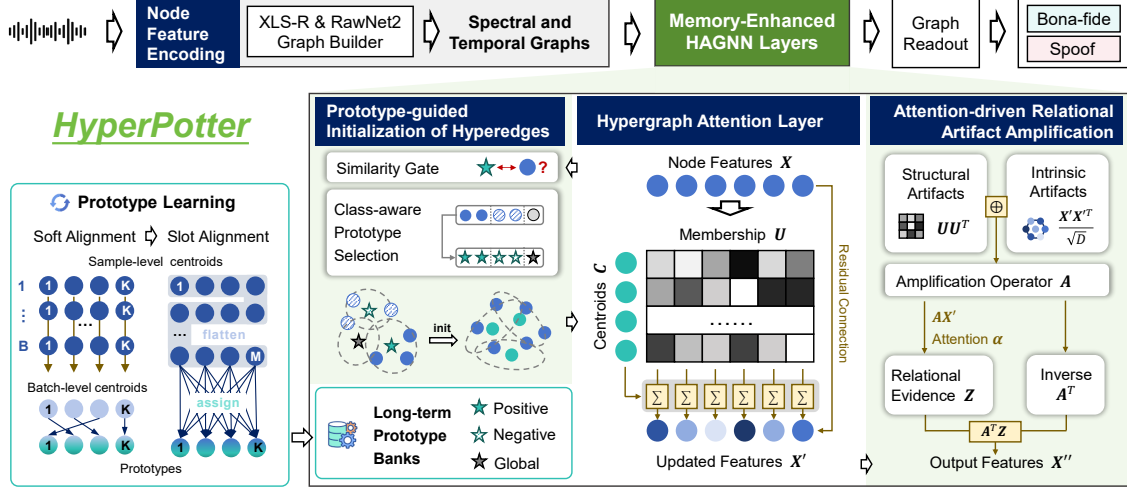 Node
Feature
Encoding
XLS-R & RawNet2
Graph Builder
Spectral and
Temporal Graphs
Memory-Enhanced
HAGNN Layers
Graph
Readout
Bona-fide
Spoof
HyperPotter
Prototype Learning
Soft Alignment
Slot Alignment
Sample-level centroids
1
⋮
B
1
K
1
K
...
1
K
1
...
flatten
M
Batch-level centroids
1
K
assign
1
K
1
K
Prototypes
Prototype-guided
Initialization of Hyperedges
Similarity Gate
?
Class-aware
Prototype
Selection
init
Long-term
Prototype
Banks
Positive
Negative
Global
Hypergraph Attention Layer
Node Features X
Membership U
Centroids C
......
Residual Connection
Σ Σ Σ Σ Σ Σ
Updated Features X′
Attention-driven Relational
Artifact Amplification
Structural
Artifacts
UUᵀ
⊕
Intrinsic
Artifacts
X′X′ᵀ
√D
Amplification Operator A
AX′
Attention α
Relational
Evidence Z
Inverse
Aᵀ
AᵀZ
Output Features X′′